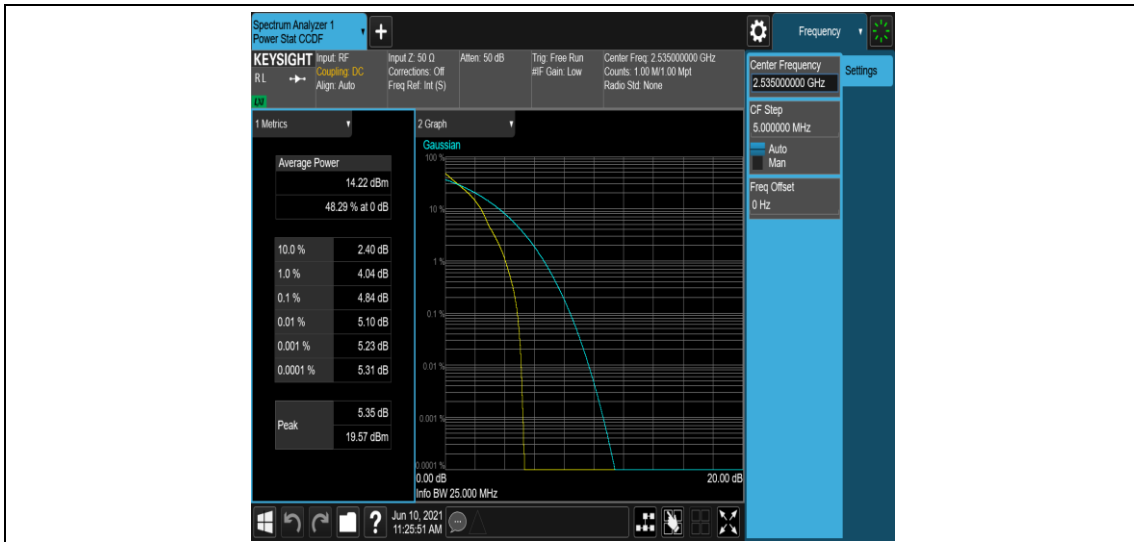 Spectrum Analyzer 1
Power Stat CCDF
+
Frequency
KEYSIGHT
RL
LXI
Input: RF
Coupling: DC
Align: Auto
Input Z: 50 Ω
Corrections: Off
Freq Ref: Int (S)
Atten: 50 dB
Trig: Free Run
#IF Gain: Low
Center Freq: 2.535000000 GHz
Counts: 1.00 M/1.00 Mpt
Radio Std: None
Center Frequency
2.535000000 GHz
Settings
CF Step
5.000000 MHz
Auto
Man
Freq Offset
0 Hz
1 Metrics
Average Power
14.22 dBm
48.29 % at 0 dB
10.0 % 2.40 dB
1.0 % 4.04 dB
0.1 % 4.84 dB
0.01 % 5.10 dB
0.001 % 5.23 dB
0.0001 % 5.31 dB
Peak
5.35 dB
19.57 dBm
2 Graph
Gaussian
100 %
10 %
1 %
0.1 %
0.01 %
0.001 %
0.0001 %
0.00 dB 20.00 dB
Info BW 25.000 MHz
?
Jun 10, 2021
11:25:51 AM